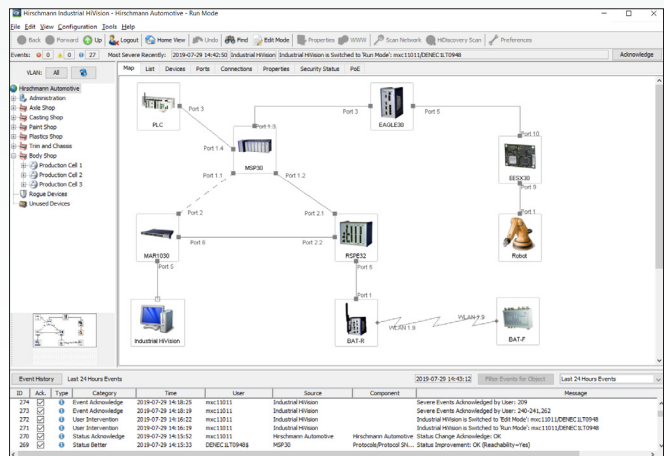 Hirschmann Industrial HiVision - Hirschmann Automotive - Run Mode
File Edit View Configuration Tools Help
Back Forward Up Logout Home View Undo Find Edit Mode Properties WWW Scan Network HiDiscovery Scan Preferences
Events: 0 0 27 Most Severe Recently: 2019-07-29 14:42:50 Industrial HiVision Industrial HiVision is Switched to 'Run Mode': mxc11011/DENEC1LT0948 Acknowledge
VLAN: All
Map List Devices Ports Connections Properties Security Status PoE
Hirschmann Automotive
Administration
Axle Shop
Casting Shop
Paint Shop
Plastics Shop
Trim and Chassis
Body Shop
Production Cell 1
Production Cell 2
Production Cell 3
Rogue Devices
Unused Devices
PLC
Port 3
Port 1.4
Port 1.3
MSP30
Port 1.1
Port 1.2
Port 3
EAGLE30
Port 5
Port 10
EESX30
Port 9
Port 1
Robot
Port 2
Port 6
MAR1030
Port 5
Industrial HiVision
Port 2.1
Port 2.2
RSPE32
Port 6
Port 1
BAT-R
WLAN 1.9
WLAN 1.9
BAT-F
Event History Last 24 Hours Events 2019-07-29 14:43:12 Filter Events for Object Last 24 Hours Events
ID Ack. Type Category Time User Source Component Message
274 Event Acknowledge 2019-07-29 14:18:25 mxc11011 Industrial HiVision Severe Events Acknowledged by User: 209
273 Event Acknowledge 2019-07-29 14:18:19 mxc11011 Industrial HiVision Severe Events Acknowledged by User: 240-241,262
272 User Intervention 2019-07-29 14:16:22 mxc11011 Industrial HiVision Industrial HiVision is Switched to 'Edit Mode': mxc11011/DENEC1LT0948
271 User Intervention 2019-07-29 14:16:19 mxc11011 Industrial HiVision Industrial HiVision is Switched to 'Run Mode': mxc11011/DENEC1LT0948
270 Status Acknowledge 2019-07-29 14:15:52 mxc11011 Hirschmann Automotive Hirschmann Automotive Status Change Acknowledge: OK
269 Status Better 2019-07-29 14:15:33 DENEC1LT0948$ MSP30 Protocols/Protocol SN... Status Improvement: OK (Reachability=Yes)